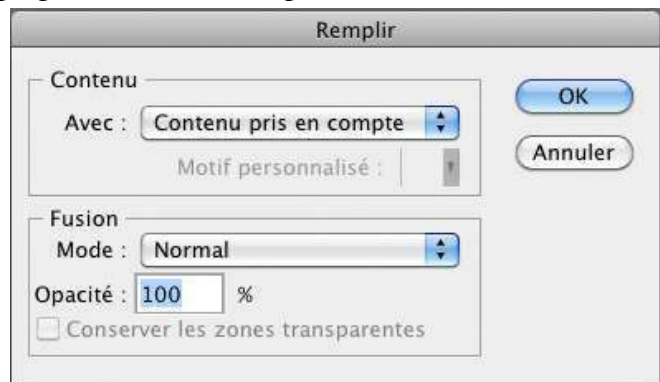 Remplir
Contenu
Avec : Contenu pris en compte
Motif personnalisé :
OK
Annuler
Fusion
Mode : Normal
Opacité : 100 %
Conserver les zones transparentes